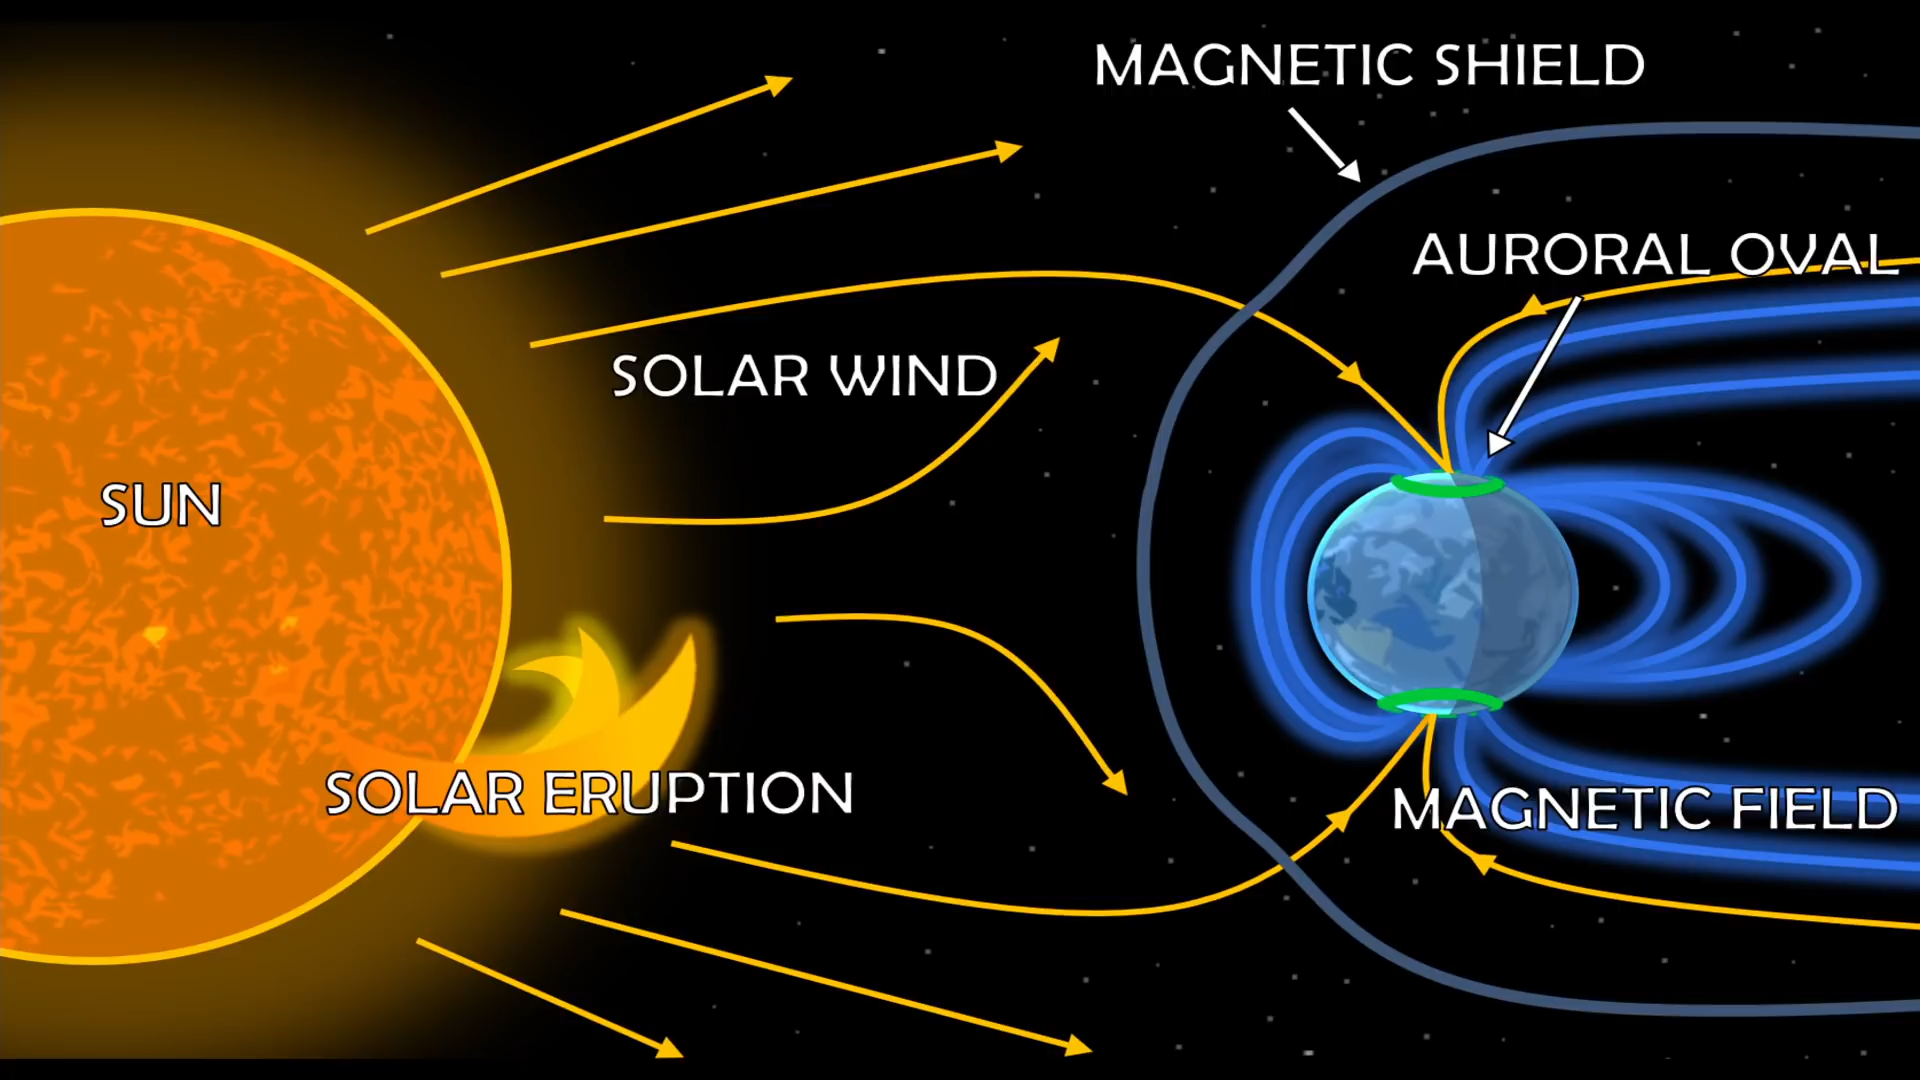 MAGNETIC SHIELD
AURORAL OVAL
SOLAR WIND
SUN
SOLAR ERUPTION
MAGNETIC FIELD